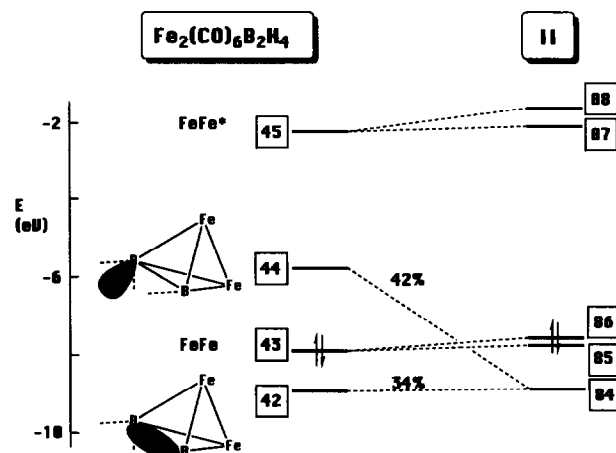 Fe₂(CO)₆B₂H₄
II
88
-2
FeFe*
45
87
E
(eV)
Fe
B
Fe
B
-6
44
42%
86
FeFe
43
85
42
34%
84
Fe
B
Fe
B
-10